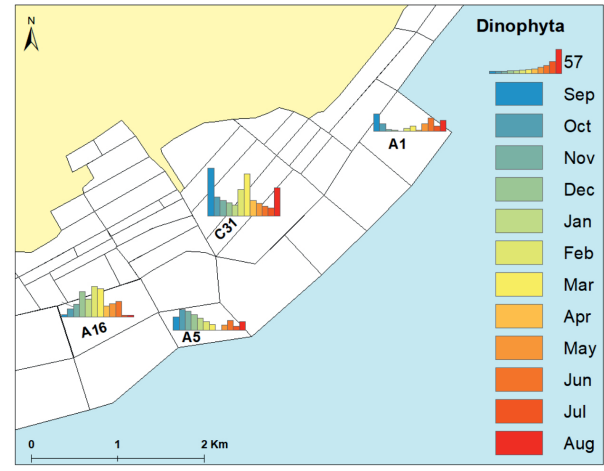 N
Dinophyta
57
Sep
Oct
Nov
Dec
Jan
Feb
Mar
Apr
May
Jun
Jul
Aug
A1
C31
A16
A5
0 1 2 Km